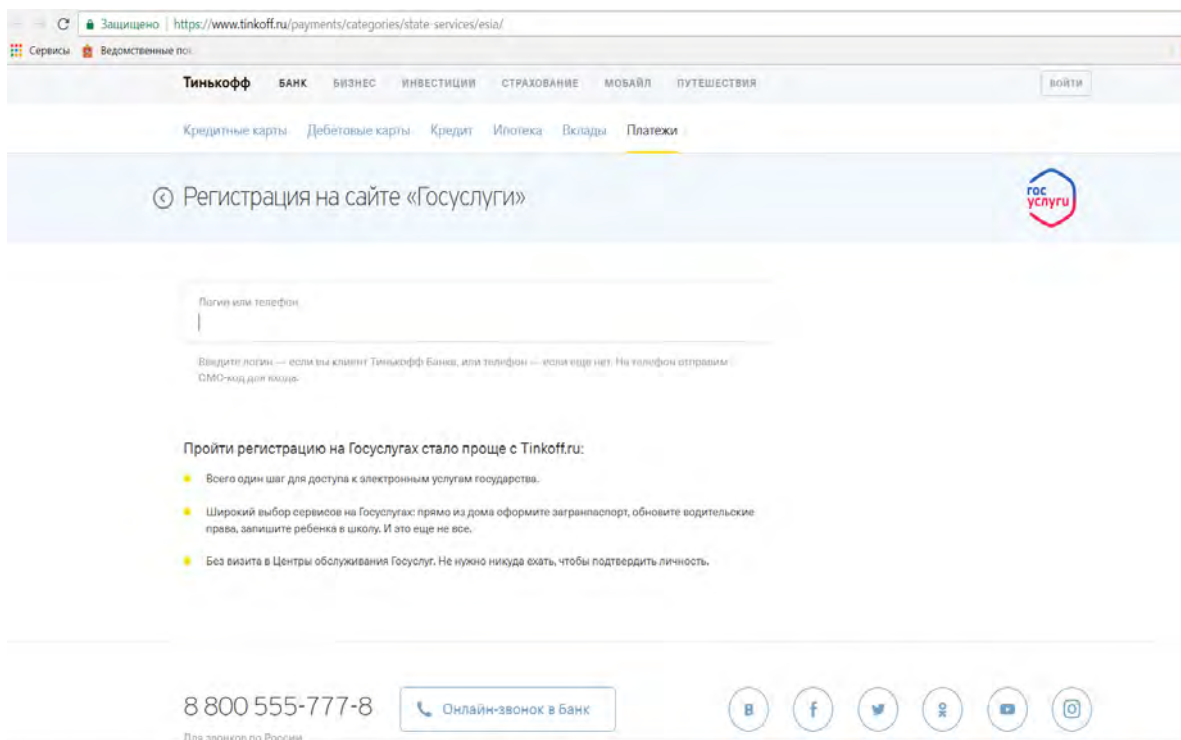 Защищено | https://www.tinkoff.ru/payments/categories/state-services/esia/
Сервисы Ведомственные
Тинькофф БАНК БИЗНЕС ИНВЕСТИЦИИ СТРАХОВАНИЕ МОБАЙЛ ПУТЕШЕСТВИЯ ВОЙТИ
Кредитные карты Дебетовые карты Кредит Ипотека Вклады Платежи
Регистрация на сайте «Госуслуги»
гос
услуги
Логин или телефон
Введите логин — если вы клиент Тинькофф Банка, или телефон — если еще нет. На телефон отправим
СМС-код для входа.
Пройти регистрацию на Госуслугах стало проще с Tinkoff.ru:
Всего один шаг для доступа к электронным услугам государства.
Широкий выбор сервисов на Госуслугах: прямо из дома оформите загранпаспорт, обновите водительские
права, запишите ребенка в школу. И это еще не все.
Без визита в Центры обслуживания Госуслуг. Не нужно никуда ехать, чтобы подтвердить личность.
8 800 555-777-8 Онлайн-звонок в банк
Для звонков по России